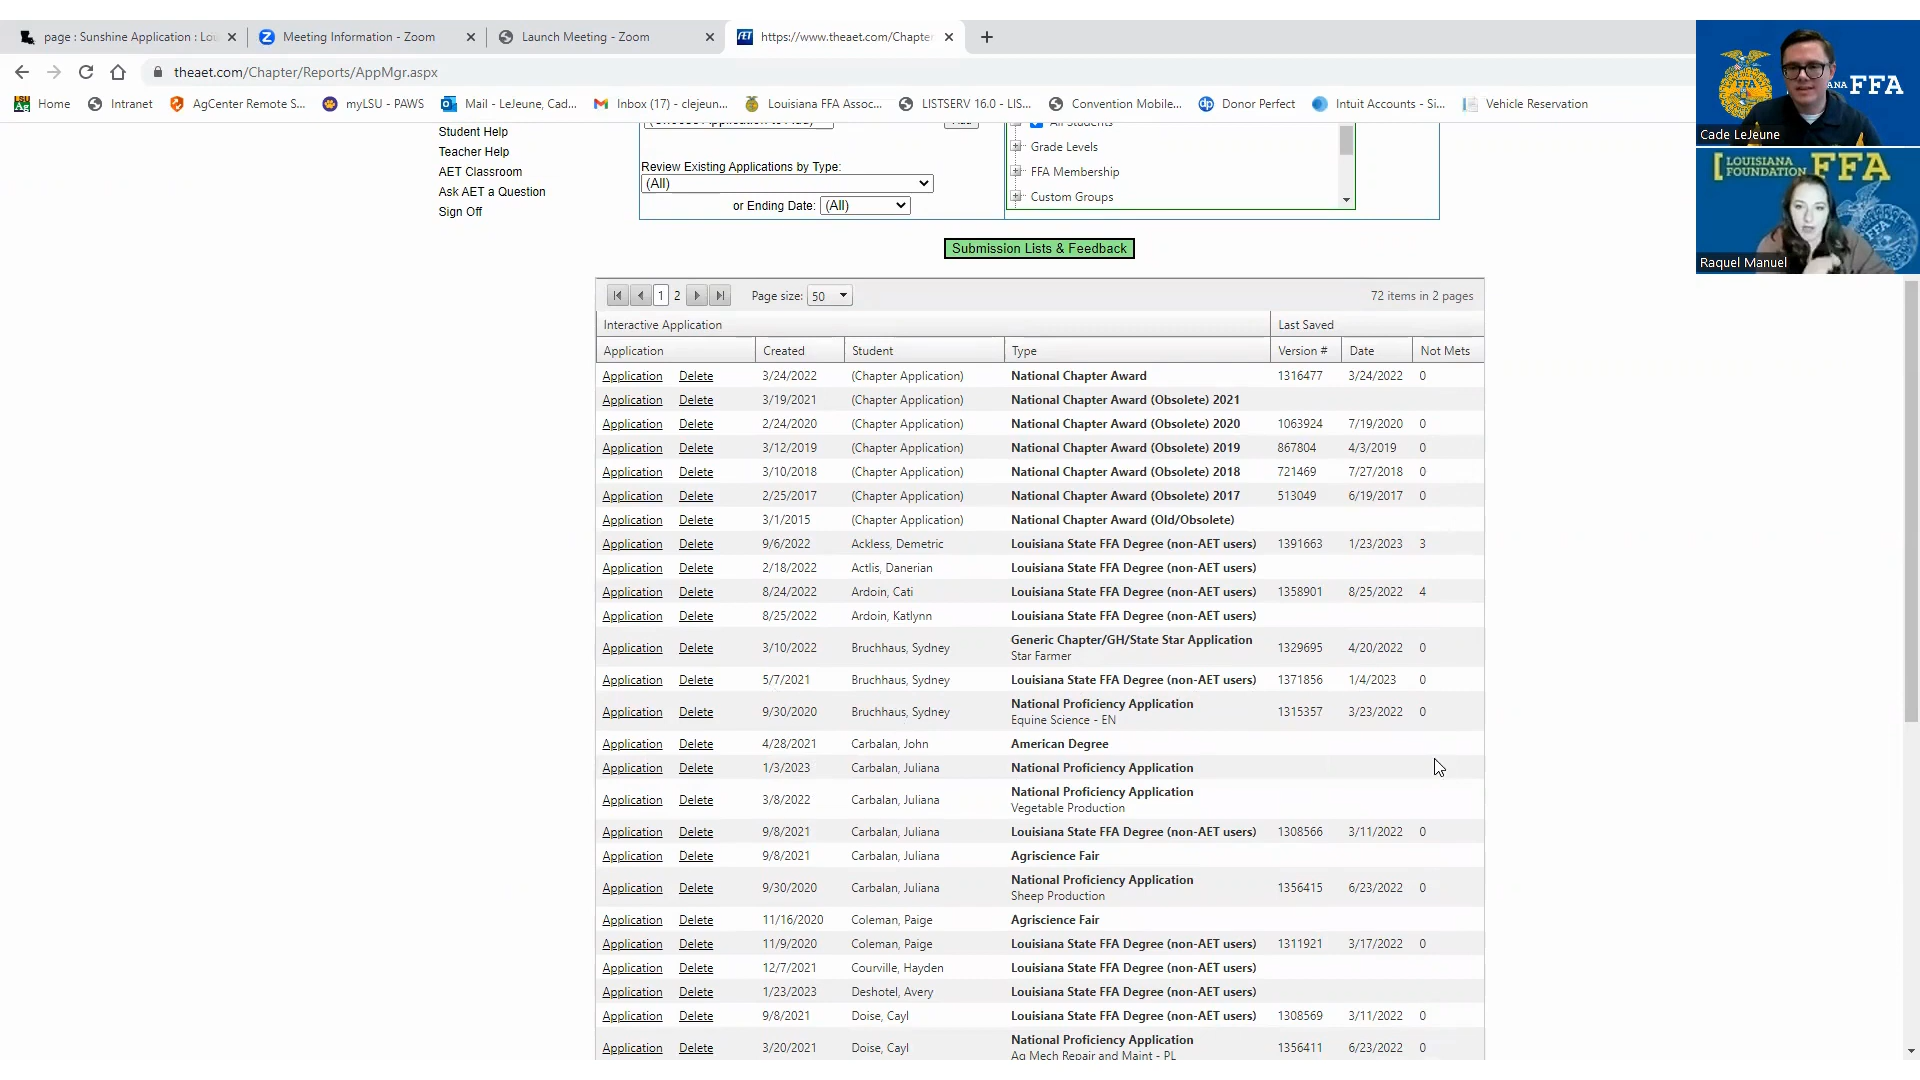 page : Sunshine Application : Lou
Meeting Information - Zoom
Launch Meeting - Zoom
https://www.theaet.com/Chapter
theaet.com/Chapter/Reports/AppMgr.aspx
Home Intranet AgCenter Remote S... myLSU - PAWS Mail - LeJeune, Cad... Inbox (17) - clejeun... Louisiana FFA Assoc... LISTSERV 16.0 - LIS... Convention Mobile... Donor Perfect Intuit Accounts - Si... Vehicle Reservation
FFA
Cade LeJeune
LOUISIANA
FOUNDATION FFA
Raquel Manuel
Student Help
Teacher Help
AET Classroom
Ask AET a Question
Sign Off
(Choose Application to Add)
Add
Review Existing Applications by Type:
(All)
or Ending Date: (All)
All Students
Grade Levels
FFA Membership
Custom Groups
Submission Lists & Feedback
1 2 Page size: 50 72 items in 2 pages
Interactive Application Last Saved
Application Created Student Type Version # Date Not Mets
Application Delete 3/24/2022 (Chapter Application) National Chapter Award 1316477 3/24/2022 0
Application Delete 3/19/2021 (Chapter Application) National Chapter Award (Obsolete) 2021
Application Delete 2/24/2020 (Chapter Application) National Chapter Award (Obsolete) 2020 1063924 7/19/2020 0
Application Delete 3/12/2019 (Chapter Application) National Chapter Award (Obsolete) 2019 867804 4/3/2019 0
Application Delete 3/10/2018 (Chapter Application) National Chapter Award (Obsolete) 2018 721469 7/27/2018 0
Application Delete 2/25/2017 (Chapter Application) National Chapter Award (Obsolete) 2017 513049 6/19/2017 0
Application Delete 3/1/2015 (Chapter Application) National Chapter Award (Old/Obsolete)
Application Delete 9/6/2022 Ackless, Demetric Louisiana State FFA Degree (non-AET users) 1391663 1/23/2023 3
Application Delete 2/18/2022 Actlis, Danerian Louisiana State FFA Degree (non-AET users)
Application Delete 8/24/2022 Ardoin, Cati Louisiana State FFA Degree (non-AET users) 1358901 8/25/2022 4
Application Delete 8/25/2022 Ardoin, Katlynn Louisiana State FFA Degree (non-AET users)
Application Delete 3/10/2022 Bruchhaus, Sydney Generic Chapter/GH/State Star Application 1329695 4/20/2022 0
Star Farmer
Application Delete 5/7/2021 Bruchhaus, Sydney Louisiana State FFA Degree (non-AET users) 1371856 1/4/2023 0
Application Delete 9/30/2020 Bruchhaus, Sydney National Proficiency Application 1315357 3/23/2022 0
Equine Science - EN
Application Delete 4/28/2021 Carbalan, John American Degree
Application Delete 1/3/2023 Carbalan, Juliana National Proficiency Application
Application Delete 3/8/2022 Carbalan, Juliana National Proficiency Application
Vegetable Production
Application Delete 9/8/2021 Carbalan, Juliana Louisiana State FFA Degree (non-AET users) 1308566 3/11/2022 0
Application Delete 9/8/2021 Carbalan, Juliana Agriscience Fair
Application Delete 9/30/2020 Carbalan, Juliana National Proficiency Application 1356415 6/23/2022 0
Sheep Production
Application Delete 11/16/2020 Coleman, Paige Agriscience Fair
Application Delete 11/9/2020 Coleman, Paige Louisiana State FFA Degree (non-AET users) 1311921 3/17/2022 0
Application Delete 12/7/2021 Courville, Hayden Louisiana State FFA Degree (non-AET users)
Application Delete 1/23/2023 Deshotel, Avery Louisiana State FFA Degree (non-AET users)
Application Delete 9/8/2021 Doise, Cayl Louisiana State FFA Degree (non-AET users) 1308569 3/11/2022 0
Application Delete 3/20/2021 Doise, Cayl National Proficiency Application 1356411 6/23/2022 0
Ag Mech Repair and Maint - PL